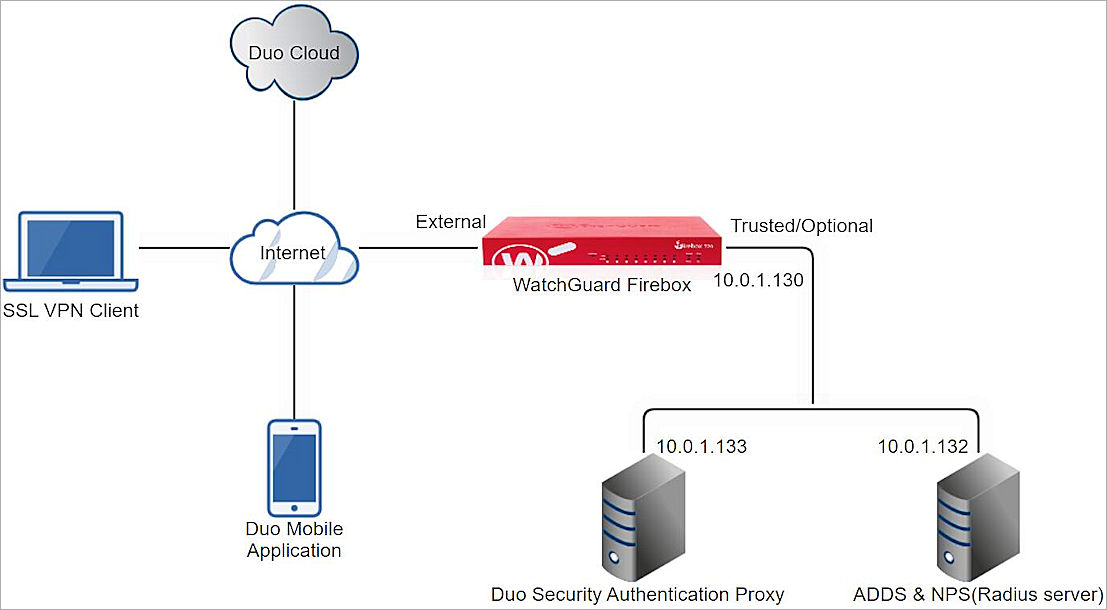 Duo Cloud
External
Trusted/Optional
Internet
WatchGuard Firebox
10.0.1.130
SSL VPN Client
10.0.1.133
10.0.1.132
Duo Mobile
Application
Duo Security Authentication Proxy
ADDS & NPS(Radius server)